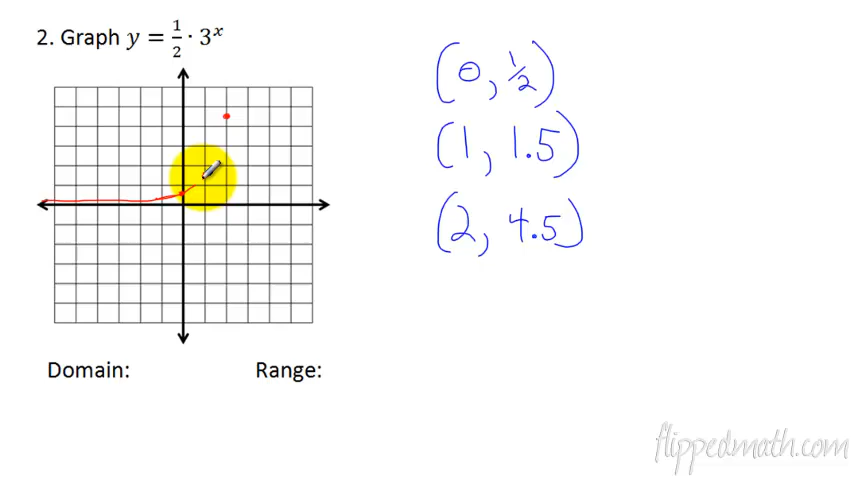 2. Graph y = 1/2 · 3^x
(0, 1/2)
(1, 1.5)
(2, 4.5)
Domain:
Range:
flippedmath.com